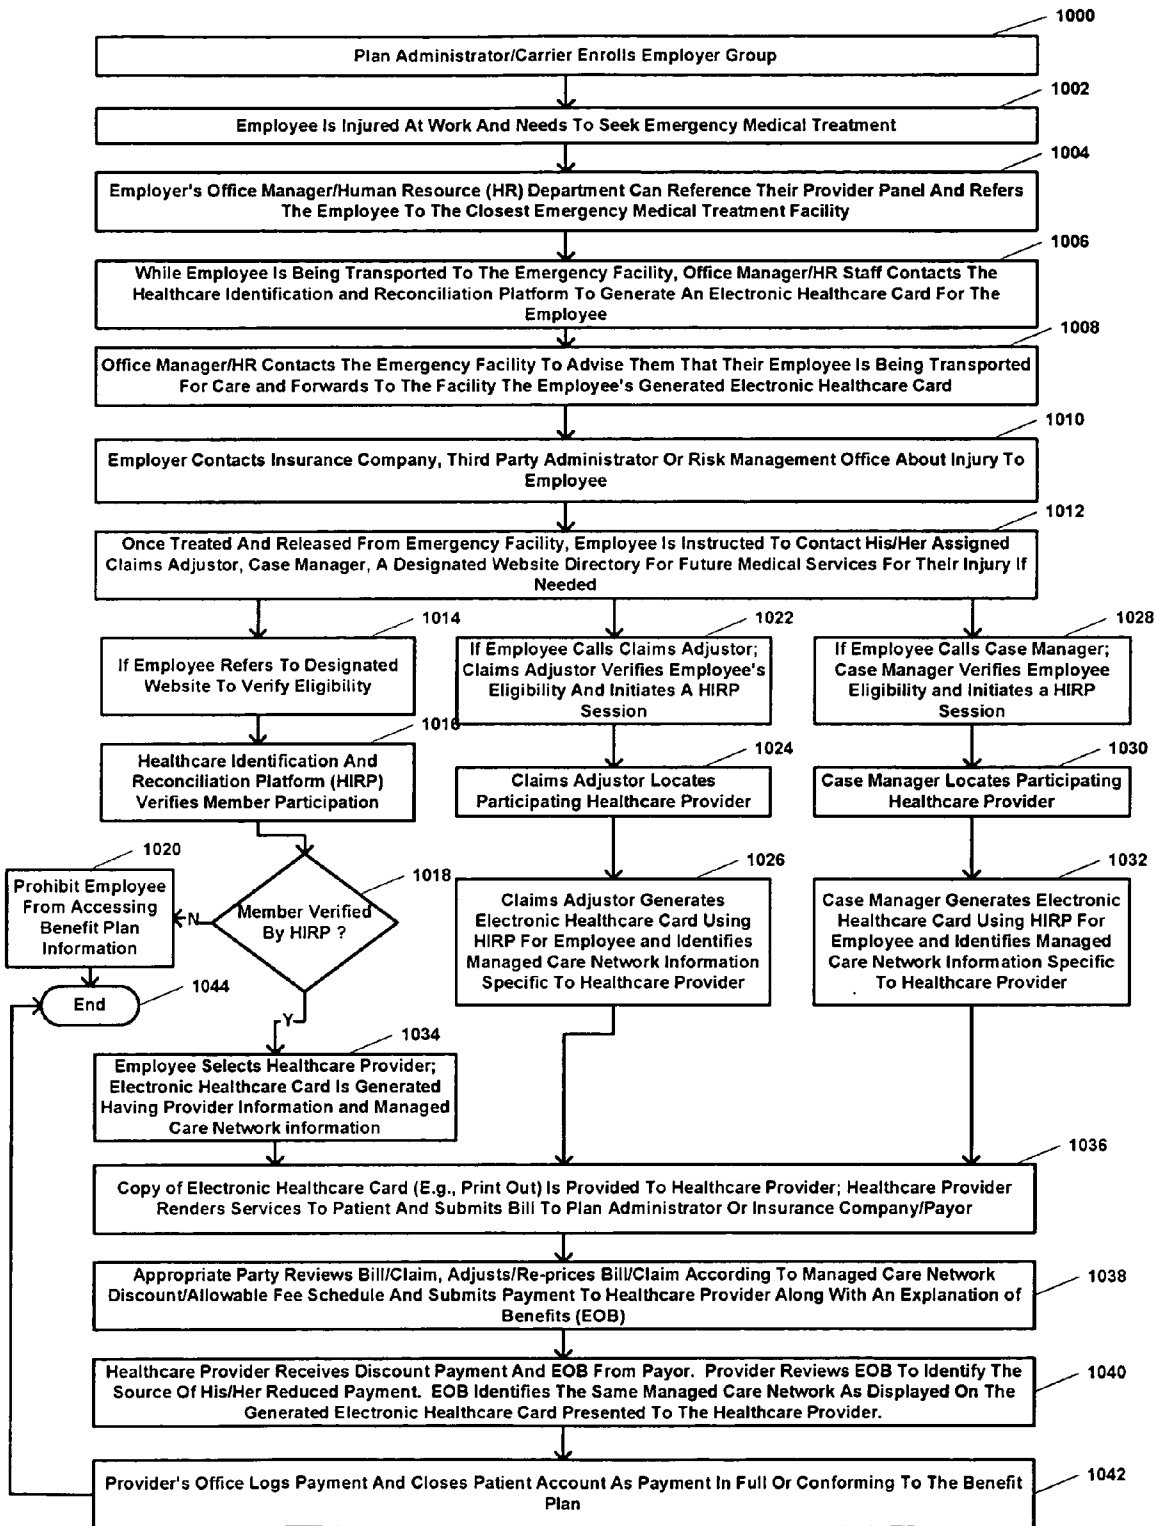 1000
Plan Administrator/Carrier Enrolls Employer Group
1002
Employee Is Injured At Work And Needs To Seek Emergency Medical Treatment
1004
Employer's Office Manager/Human Resource (HR) Department Can Reference Their Provider Panel And Refers
The Employee To The Closest Emergency Medical Treatment Facility
1006
While Employee Is Being Transported To The Emergency Facility, Office Manager/HR Staff Contacts The
Healthcare Identification and Reconciliation Platform To Generate An Electronic Healthcare Card For The
Employee
1008
Office Manager/HR Contacts The Emergency Facility To Advise Them That Their Employee Is Being Transported
For Care and Forwards To The Facility The Employee's Generated Electronic Healthcare Card
1010
Employer Contacts Insurance Company, Third Party Administrator Or Risk Management Office About Injury To
Employee
1012
Once Treated And Released From Emergency Facility, Employee Is Instructed To Contact His/Her Assigned
Claims Adjustor, Case Manager, A Designated Website Directory For Future Medical Services For Their Injury If
Needed
1014
If Employee Refers To Designated
Website To Verify Eligibility
1016
Healthcare Identification And
Reconciliation Platform (HIRP)
Verifies Member Participation
1018
Member Verified
By HIRP ?
N
1020
Prohibit Employee
From Accessing
Benefit Plan
Information
End
1044
Y
1034
Employee Selects Healthcare Provider;
Electronic Healthcare Card Is Generated
Having Provider Information and Managed
Care Network information
1022
If Employee Calls Claims Adjustor;
Claims Adjustor Verifies Employee's
Eligibility And Initiates A HIRP
Session
1024
Claims Adjustor Locates
Participating Healthcare Provider
1026
Claims Adjustor Generates
Electronic Healthcare Card Using
HIRP For Employee and Identifies
Managed Care Network Information
Specific To Healthcare Provider
1028
If Employee Calls Case Manager;
Case Manager Verifies Employee
Eligibility and Initiates a HIRP
Session
1030
Case Manager Locates Participating
Healthcare Provider
1032
Case Manager Generates Electronic
Healthcare Card Using HIRP For
Employee and Identifies Managed
Care Network Information Specific
To Healthcare Provider
1036
Copy of Electronic Healthcare Card (E.g., Print Out) Is Provided To Healthcare Provider; Healthcare Provider
Renders Services To Patient And Submits Bill To Plan Administrator Or Insurance Company/Payor
1038
Appropriate Party Reviews Bill/Claim, Adjusts/Re-prices Bill/Claim According To Managed Care Network
Discount/Allowable Fee Schedule And Submits Payment To Healthcare Provider Along With An Explanation of
Benefits (EOB)
1040
Healthcare Provider Receives Discount Payment And EOB From Payor. Provider Reviews EOB To Identify The
Source Of His/Her Reduced Payment. EOB Identifies The Same Managed Care Network As Displayed On The
Generated Electronic Healthcare Card Presented To The Healthcare Provider.
1042
Provider's Office Logs Payment And Closes Patient Account As Payment In Full Or Conforming To The Benefit
Plan